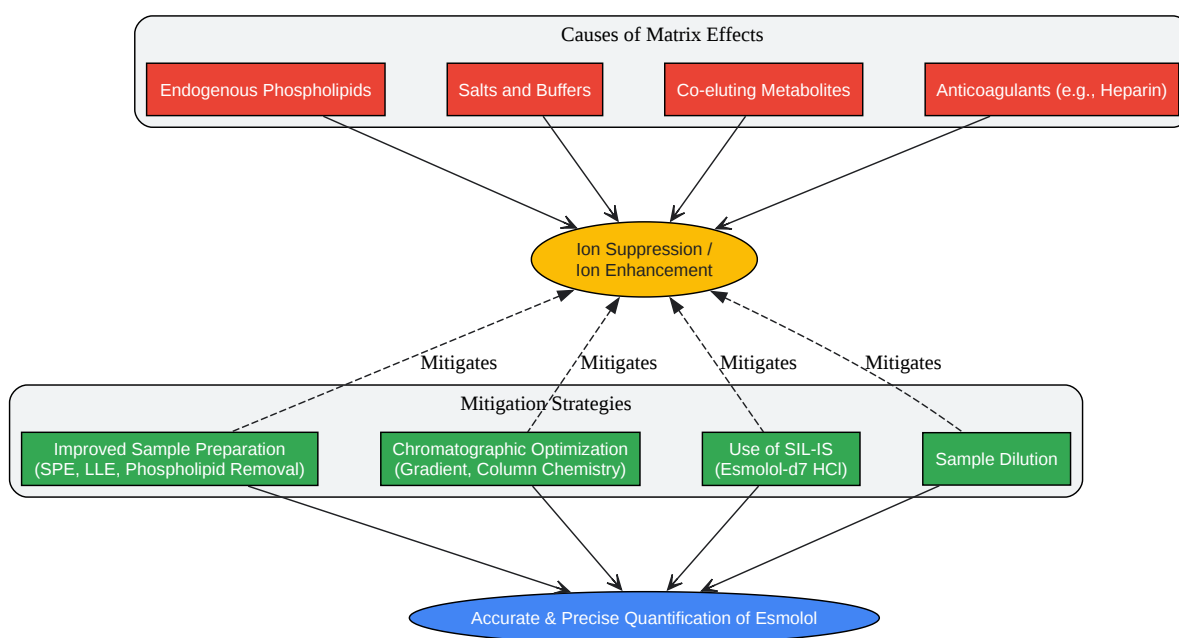 Causes of Matrix Effects
Endogenous Phospholipids
Salts and Buffers
Co-eluting Metabolites
Anticoagulants (e.g., Heparin)
Ion Suppression /
Ion Enhancement
Mitigates
Mitigates
Mitigates
Mitigates
Mitigation Strategies
Improved Sample Preparation
(SPE, LLE, Phospholipid Removal)
Chromatographic Optimization
(Gradient, Column Chemistry)
Use of SIL-IS
(Esmolol-d7 HCl)
Sample Dilution
Accurate & Precise Quantification of Esmolol